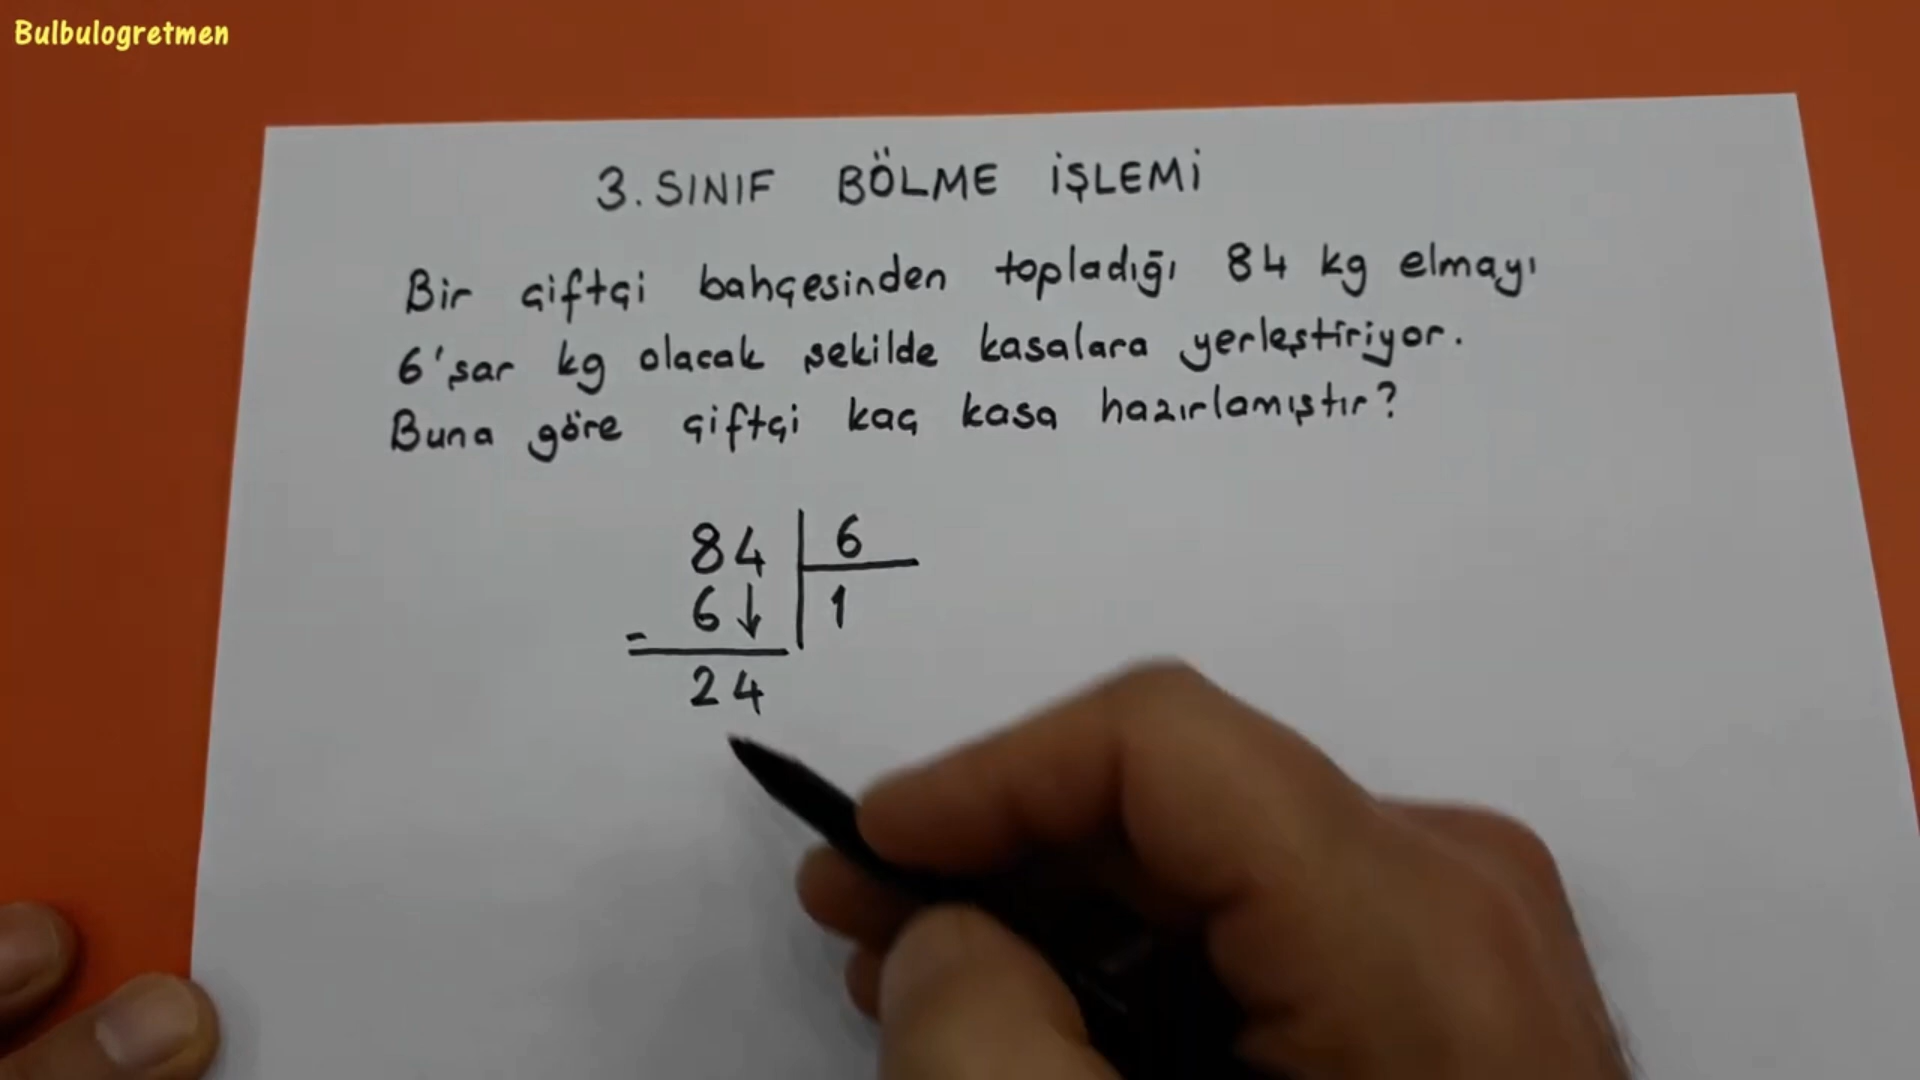 Bulbulogretmen
3. SINIF BÖLME İŞLEMİ
Bir çiftçi bahçesinden topladığı 84 kg elmayı
6'şar kg olacak şekilde kasalara yerleştiriyor.
Buna göre çiftçi kaç kasa hazırlamıştır?
84 | 6
- 6↓ | 1
24